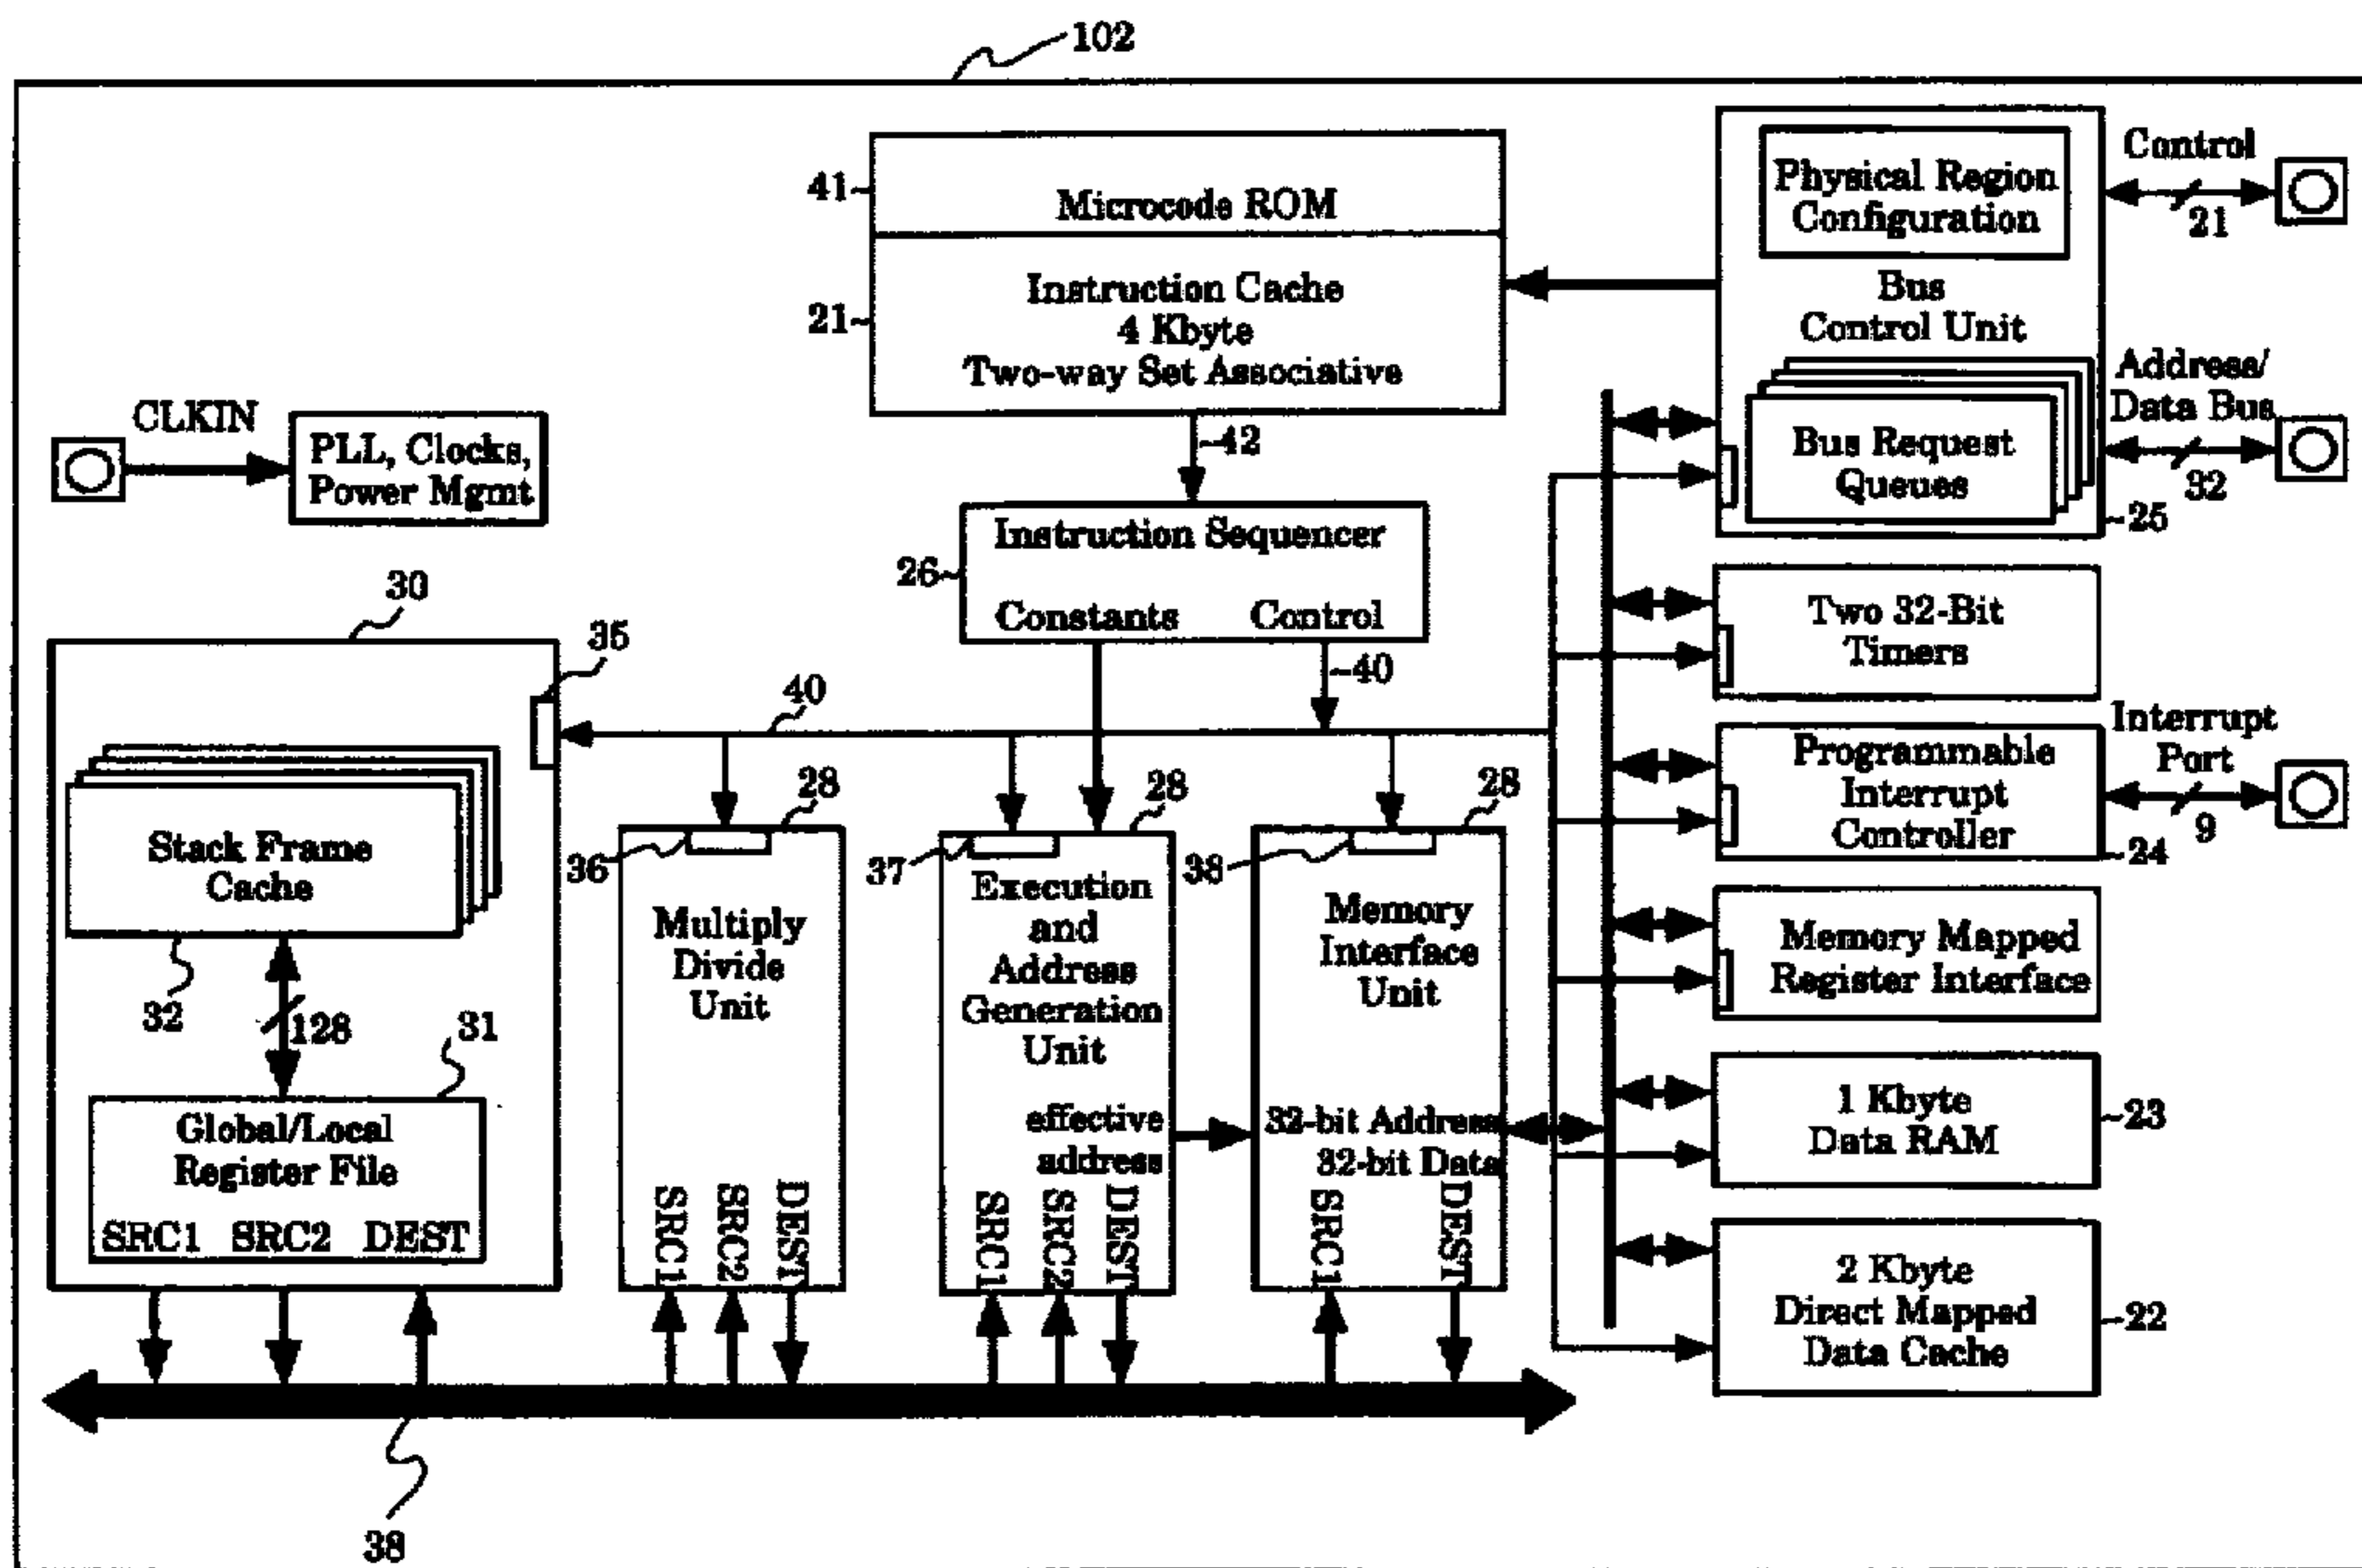 102
41
Microcode ROM
21
Instruction Cache
4 Kbyte
Two-way Set Associative
42
Physical Region
Configuration
Bus
Control Unit
Bus Request
Queues
25
Control
21
Address/
Data Bus
32
CLKIN
PLL, Clocks,
Power Mgmt
Instruction Sequencer
26
Constants Control
40
40
30
35
Stack Frame
Cache
32
128
31
Global/Local
Register File
SRC1 SRC2 DEST
28
36
Multiply
Divide
Unit
SRC1
SRC2
DEST
28
37
Execution
and
Address
Generation
Unit
effective
address
SRC1
SRC2
DEST
28
38
Memory
Interface
Unit
32-bit Address
32-bit Data
SRC1
DEST
Two 32-Bit
Timers
Programmable
Interrupt
Controller
24
Interrupt
Port
9
Memory Mapped
Register Interface
1 Kbyte
Data RAM
23
2 Kbyte
Direct Mapped
Data Cache
22
38